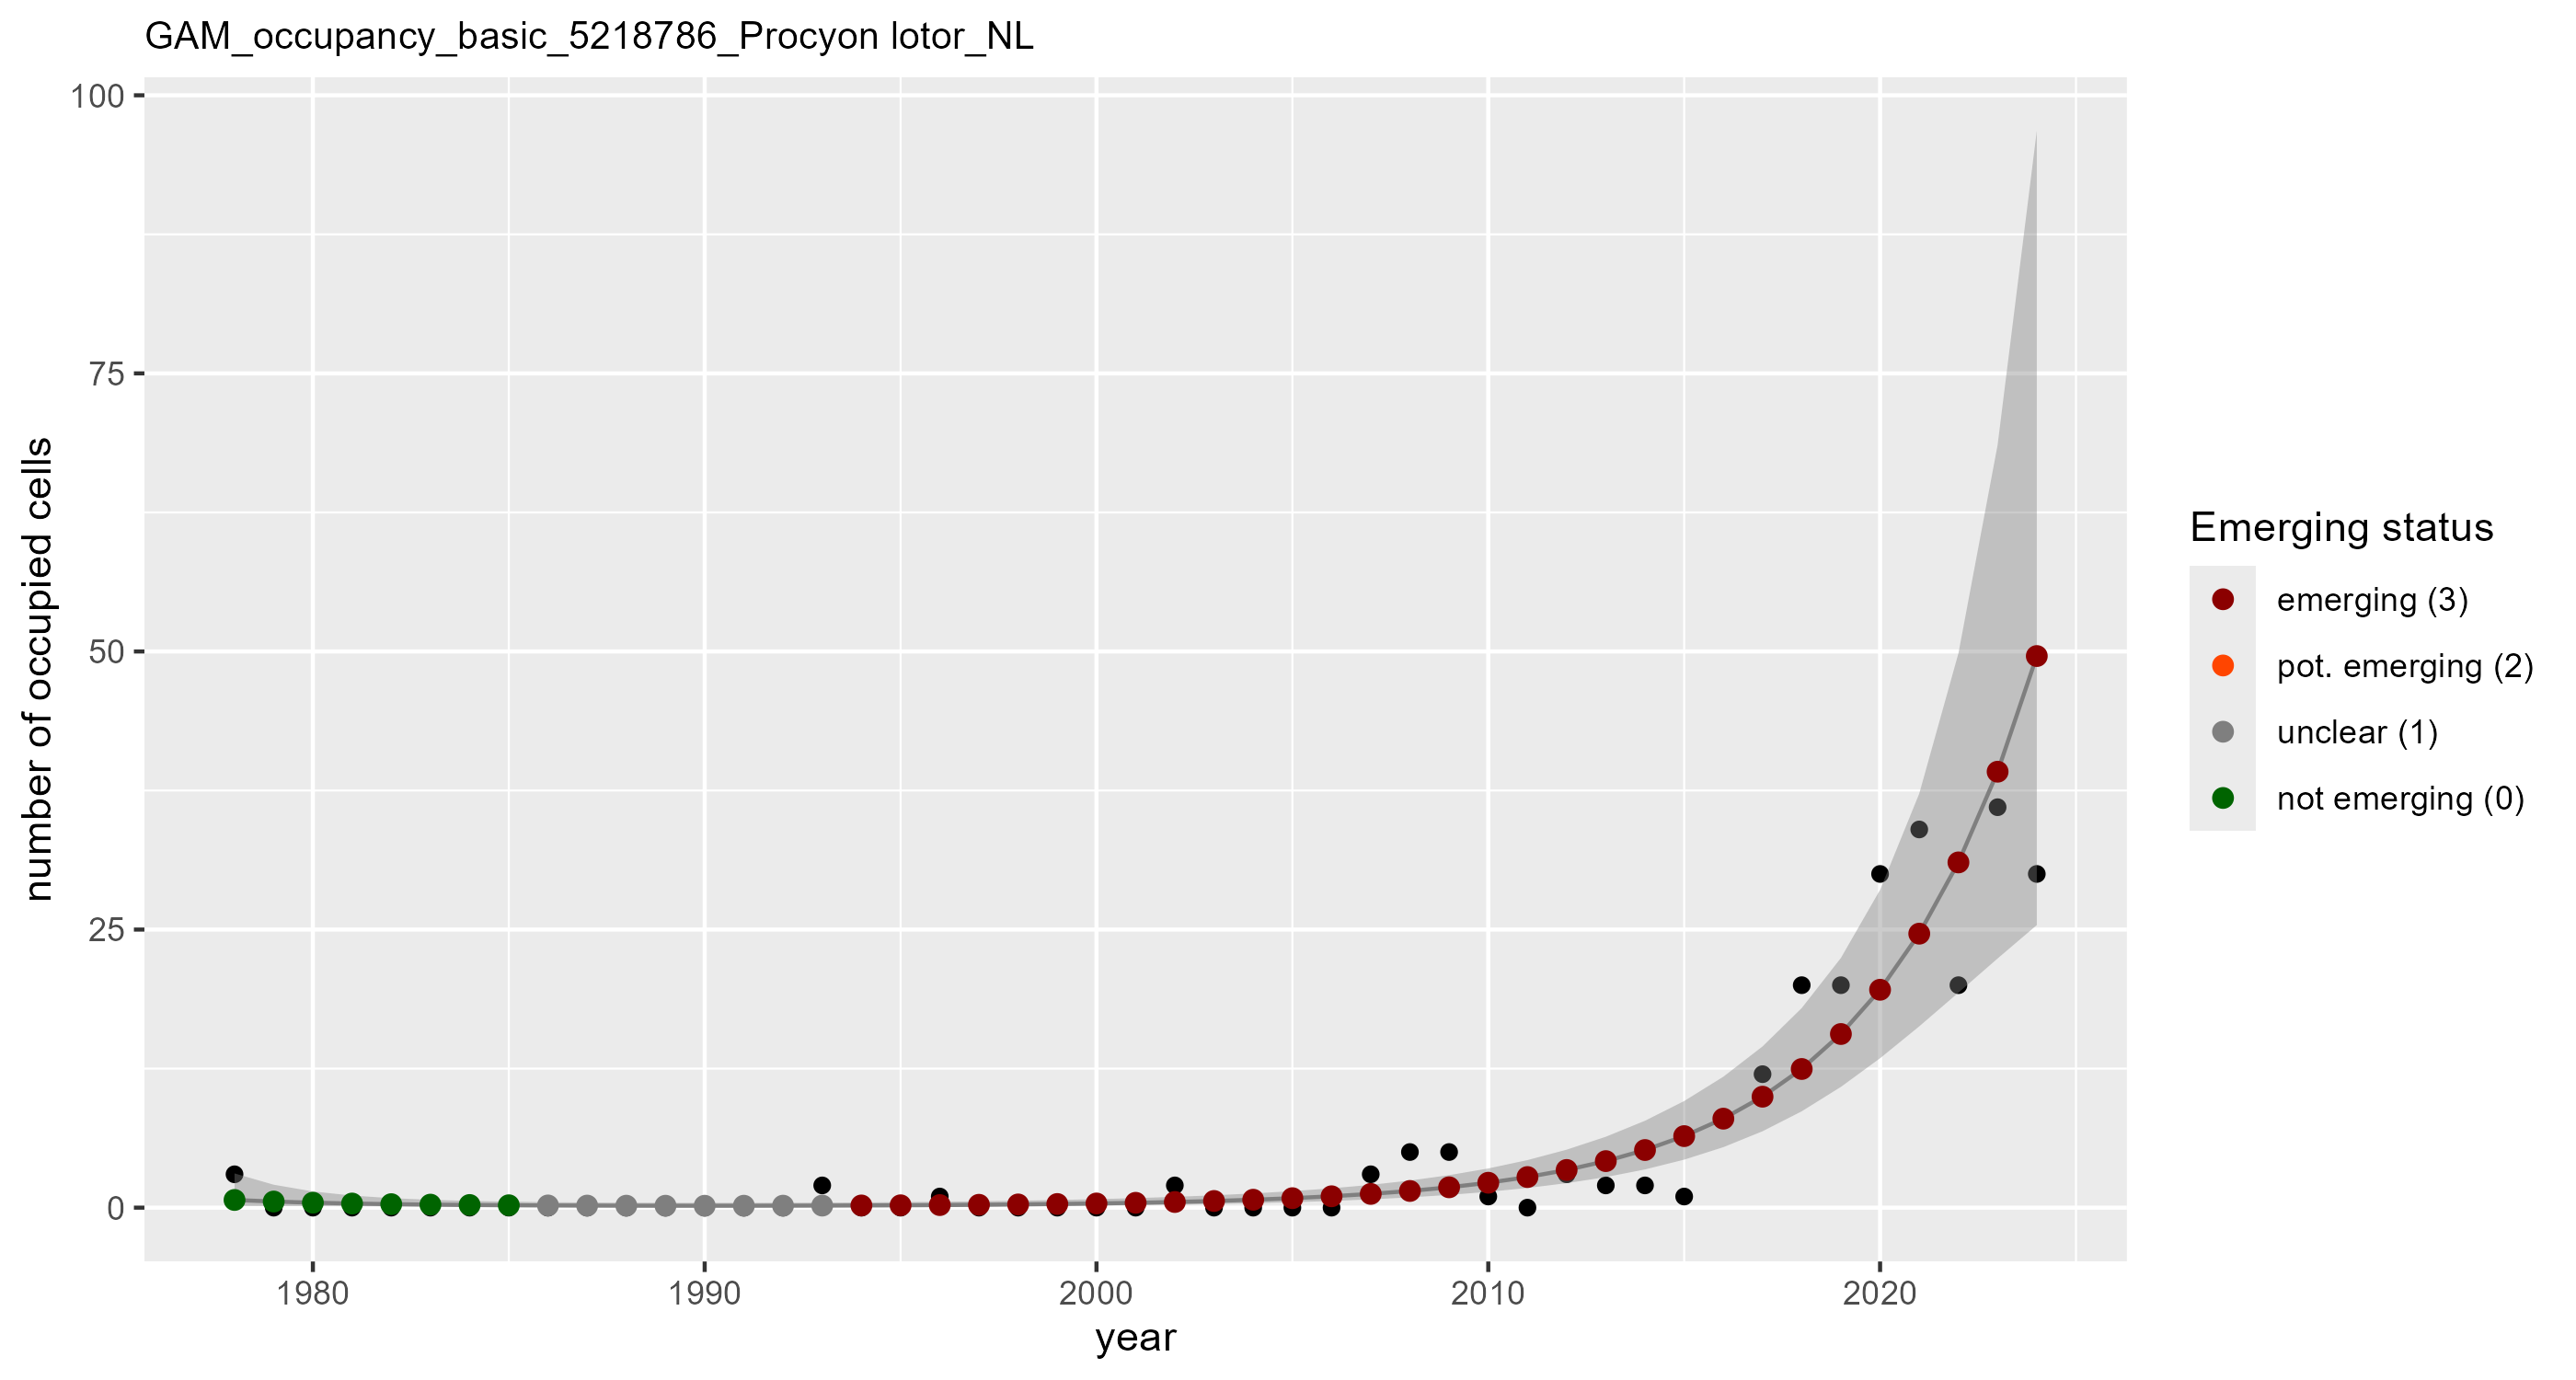 GAM_occupancy_basic_5218786_Procyon lotor_NL
100
75
50
25
0
number of occupied cells
1980 1990 2000 2010 2020
year
Emerging status
emerging (3)
pot. emerging (2)
unclear (1)
not emerging (0)